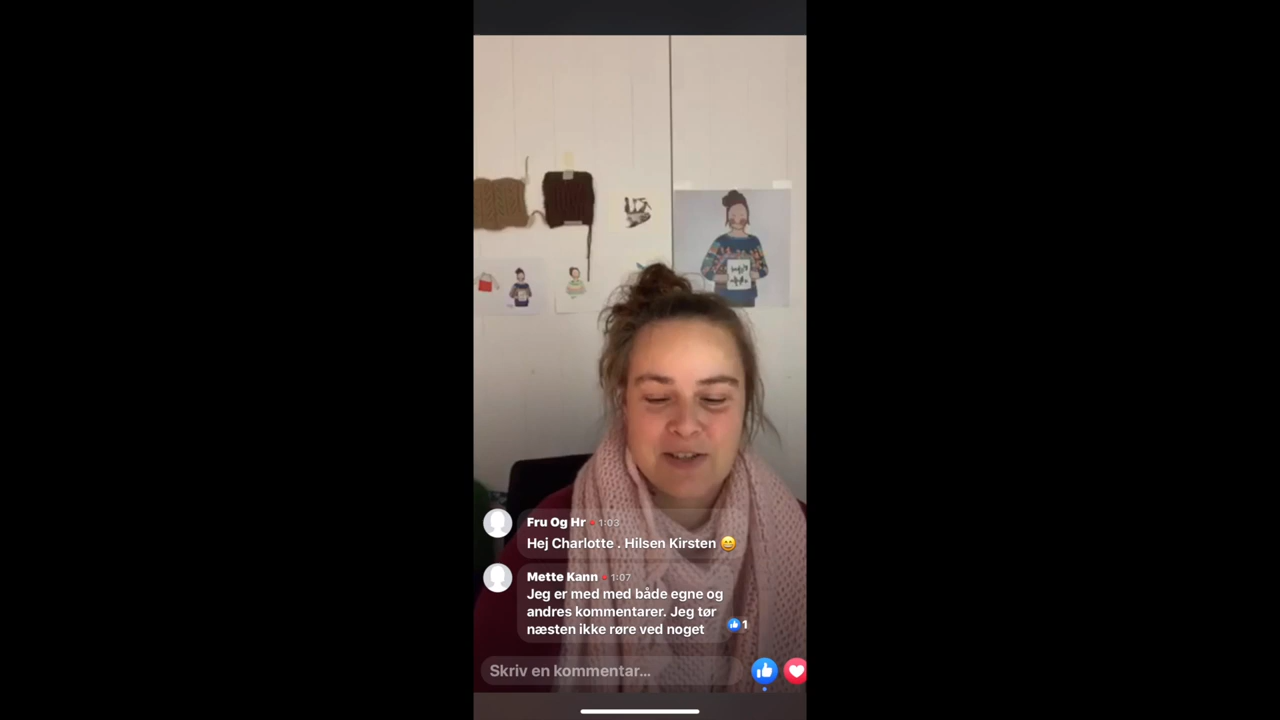 Fru Og Hr 1:03
Hej Charlotte . Hilsen Kirsten 😄
Mette Kann 1:07
Jeg er med med både egne og
andres kommentarer. Jeg tør
næsten ikke røre ved noget
1
Skriv en kommentar...